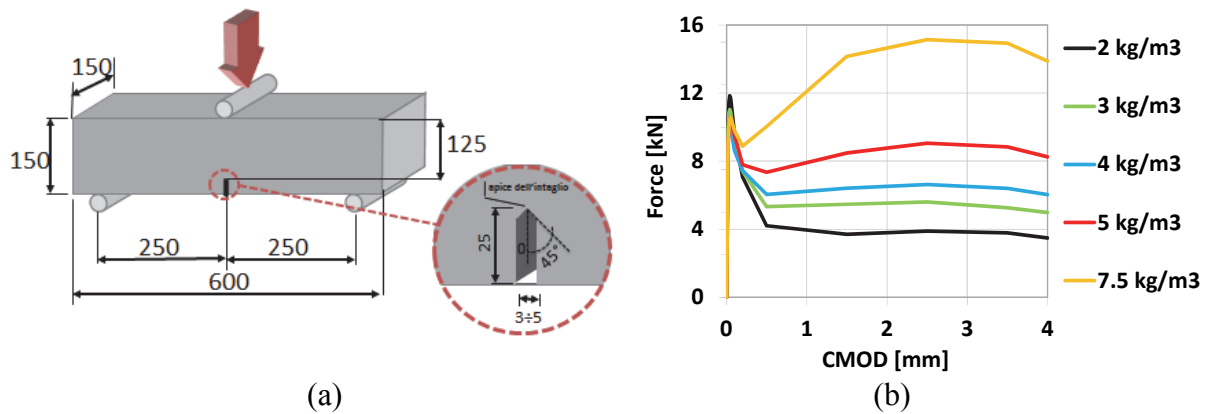 150
150
125
apice dell'intaglio
25
0
45°
250
250
600
3÷5
(a)
16
12
8
4
0
Force [kN]
0
1
2
3
4
CMOD [mm]
2 kg/m3
3 kg/m3
4 kg/m3
5 kg/m3
7.5 kg/m3
(b)